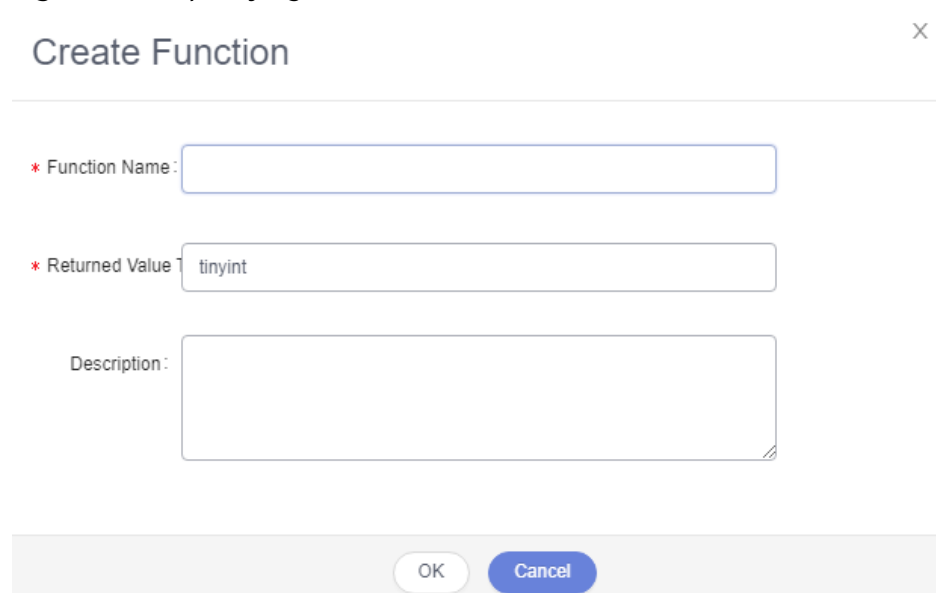 X
Create Function
* Function Name :
* Returned Value
tinyint
Description :
OK
Cancel